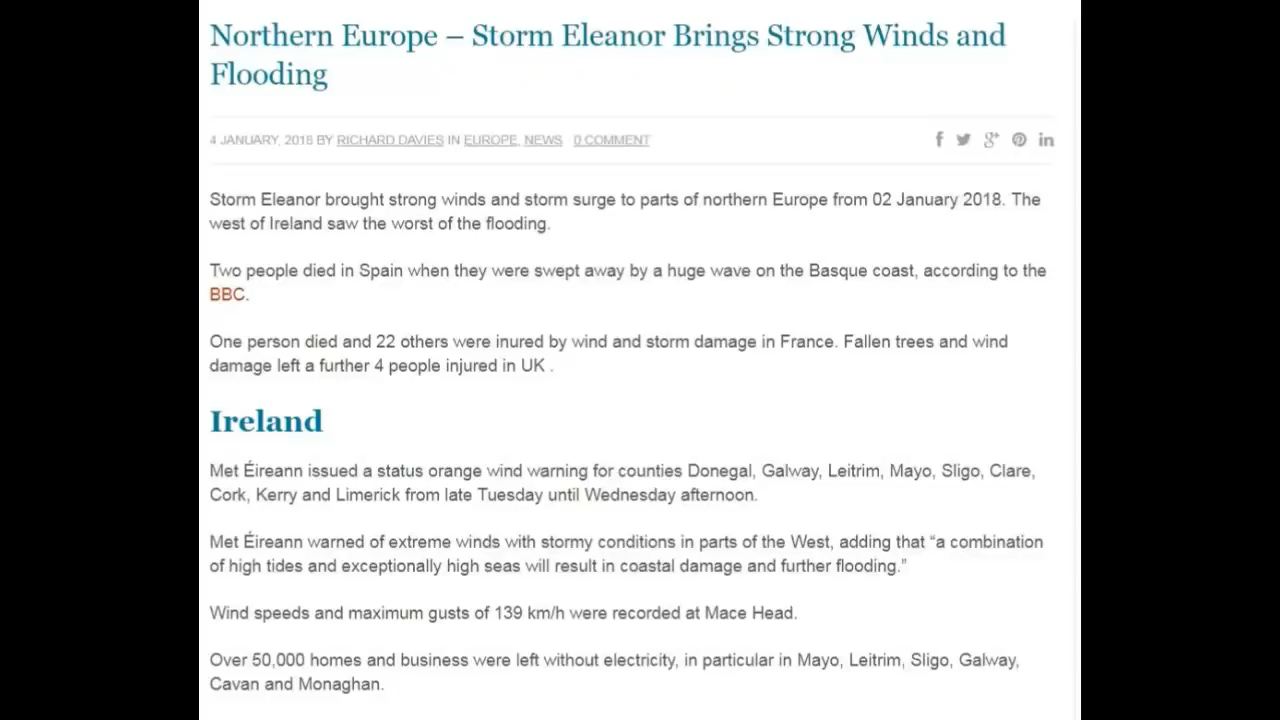 Northern Europe – Storm Eleanor Brings Strong Winds and
Flooding
4 JANUARY, 2018 BY RICHARD DAVIES IN EUROPE, NEWS 0 COMMENT
Storm Eleanor brought strong winds and storm surge to parts of northern Europe from 02 January 2018. The
west of Ireland saw the worst of the flooding.
Two people died in Spain when they were swept away by a huge wave on the Basque coast, according to the
BBC.
One person died and 22 others were inured by wind and storm damage in France. Fallen trees and wind
damage left a further 4 people injured in UK .
Ireland
Met Éireann issued a status orange wind warning for counties Donegal, Galway, Leitrim, Mayo, Sligo, Clare,
Cork, Kerry and Limerick from late Tuesday until Wednesday afternoon.
Met Éireann warned of extreme winds with stormy conditions in parts of the West, adding that “a combination
of high tides and exceptionally high seas will result in coastal damage and further flooding.”
Wind speeds and maximum gusts of 139 km/h were recorded at Mace Head.
Over 50,000 homes and business were left without electricity, in particular in Mayo, Leitrim, Sligo, Galway,
Cavan and Monaghan.